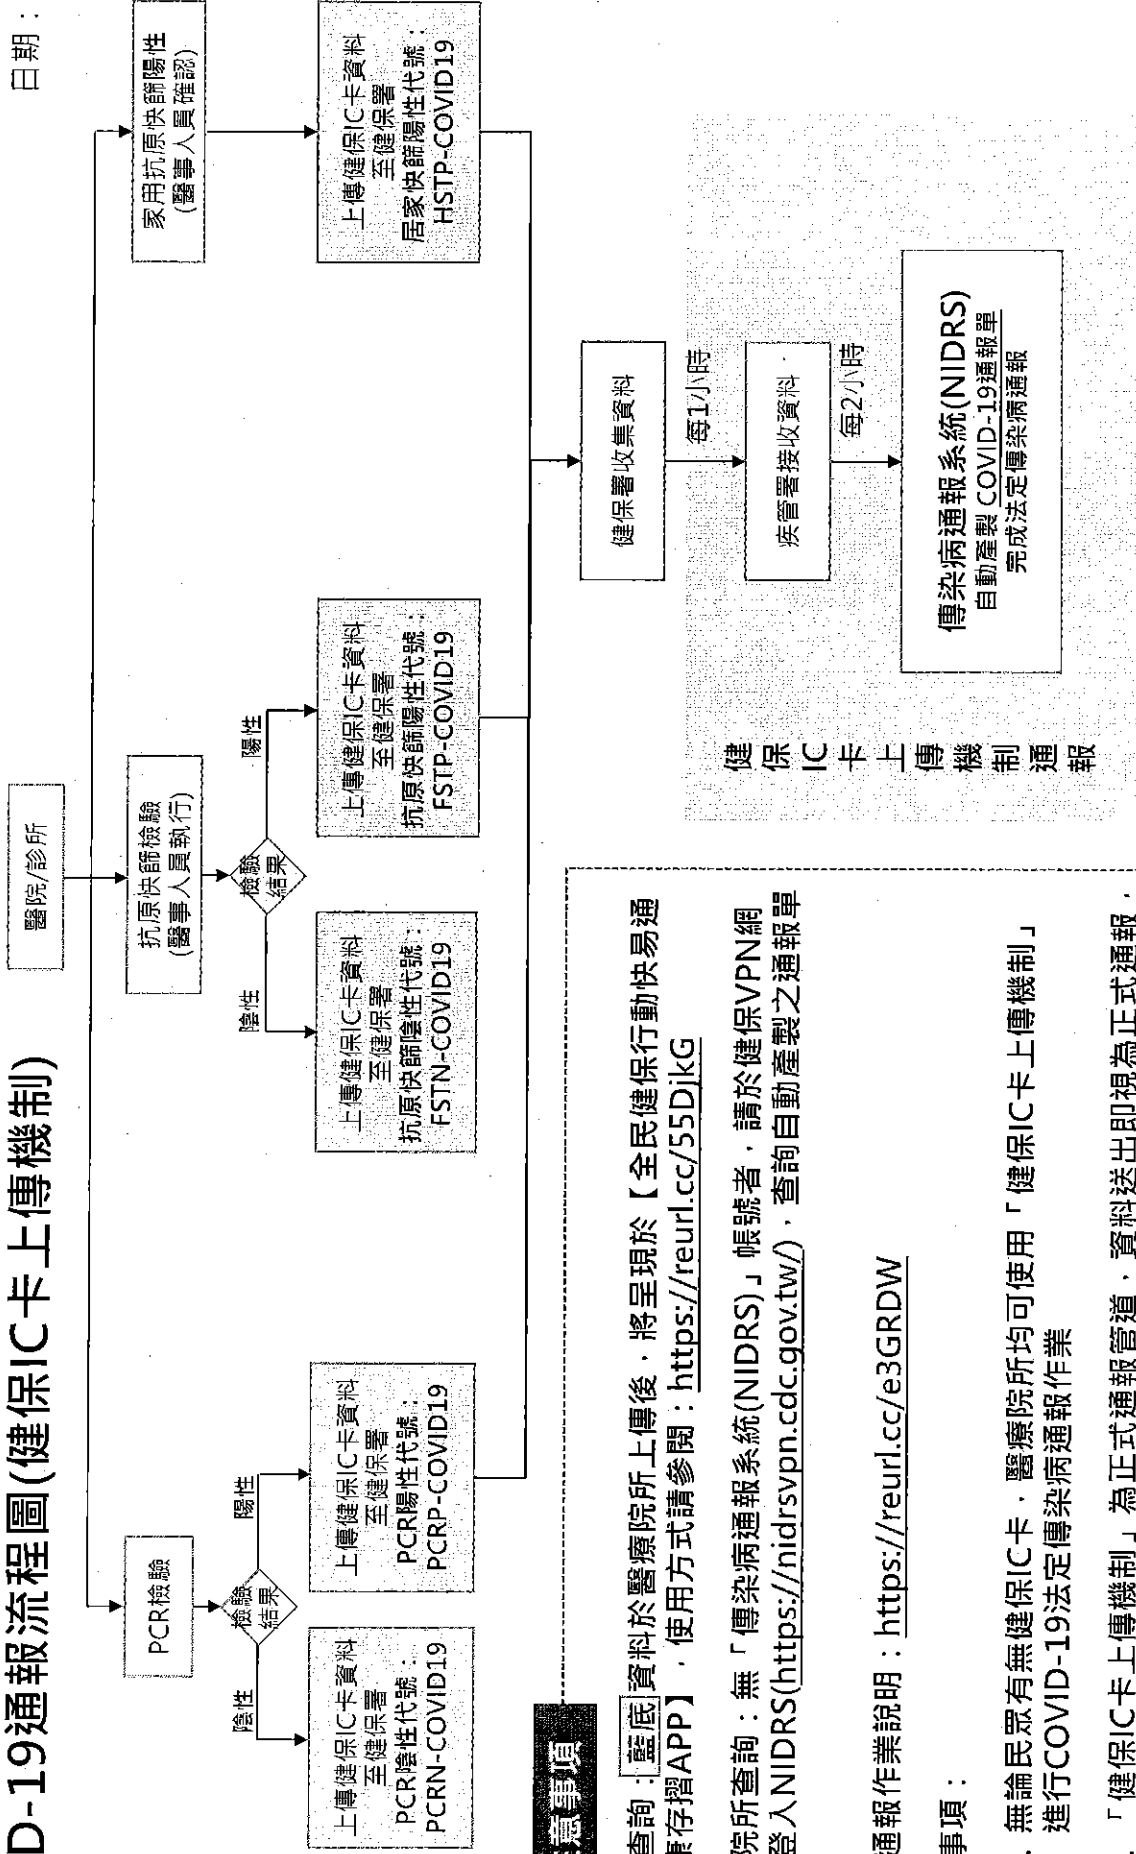 D-19通報流程圖(健保IC卡上傳機制)
日期：
醫院/診所
PCR檢驗
檢驗
結果
陰性
陽性
上傳健保IC卡資料
至健保署
PCR陰性代號：
PCRN-COVID19
上傳健保IC卡資料
至健保署
PCR陽性代號：
PCRP-COVID19
抗原快篩檢驗
(醫事人員執行)
檢驗
結果
陰性
陽性
上傳健保IC卡資料
至健保署
抗原快篩陰性代號：
FSTN-COVID19
上傳健保IC卡資料
至健保署
抗原快篩陽性代號：
FSTP-COVID19
家用抗原快篩陽性
(醫事人員確認)
上傳健保IC卡資料
至健保署
居家快篩陽性代號：
HSTP-COVID19
健保署收集資料
每1小時
疾管署接收資料
每2小時
傳染病通報系統(NIDRS)
自動產製 COVID-19通報單
完成法定傳染病通報
健保IC卡上傳機制通報
意事項
查詢：藍底資料於醫療院所上傳後，將呈現於【全民健保行動快易通
康存摺APP】，使用方式請參閱：https://reurl.cc/55DjkG
院所查詢：無「傳染病通報系統(NIDRS)」帳號者，請於健保VPN網
登入NIDRS(https://nidrsvpn.cdc.gov.tw/)，查詢自動產製之通報單
通報作業說明：https://reurl.cc/e3GRDW
事項：
．無論民眾有無健保IC卡，醫療院所均可使用「健保IC卡上傳機制」
進行COVID-19法定傳染病通報作業
．「健保IC卡上傳機制」為正式通報管道，資料送出即視為正式通報，